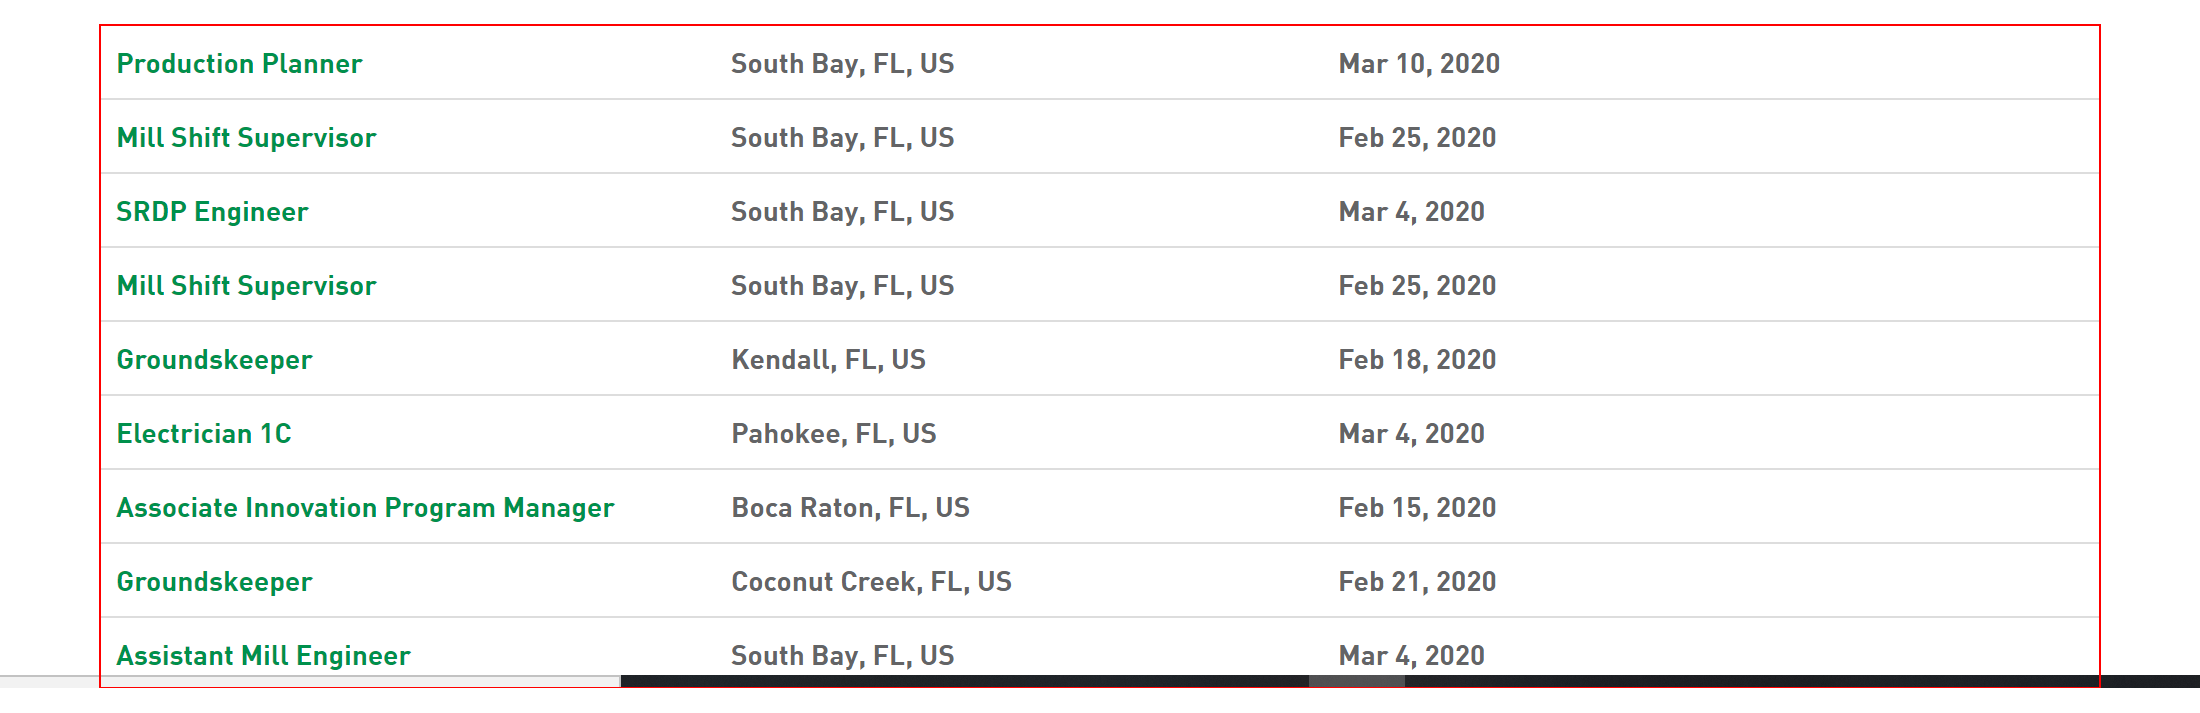 Production Planner South Bay, FL, US Mar 10, 2020
Mill Shift Supervisor South Bay, FL, US Feb 25, 2020
SRDP Engineer South Bay, FL, US Mar 4, 2020
Mill Shift Supervisor South Bay, FL, US Feb 25, 2020
Groundskeeper Kendall, FL, US Feb 18, 2020
Electrician 1C Pahokee, FL, US Mar 4, 2020
Associate Innovation Program Manager Boca Raton, FL, US Feb 15, 2020
Groundskeeper Coconut Creek, FL, US Feb 21, 2020
Assistant Mill Engineer South Bay, FL, US Mar 4, 2020